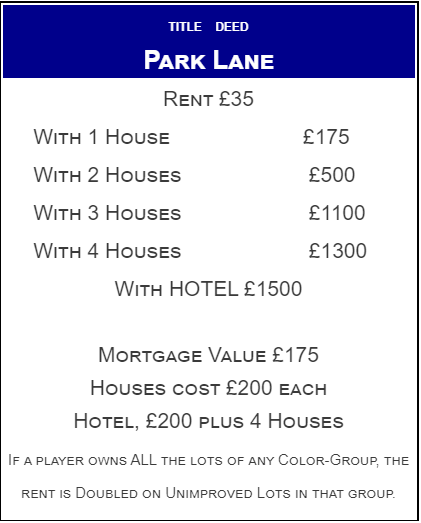 TITLE DEED
PARK LANE
RENT £35
WITH 1 HOUSE £175
WITH 2 HOUSES £500
WITH 3 HOUSES £1100
WITH 4 HOUSES £1300
WITH HOTEL £1500
MORTGAGE VALUE £175
HOUSES COST £200 EACH
HOTEL, £200 PLUS 4 HOUSES
IF A PLAYER OWNS ALL THE LOTS OF ANY COLOR-GROUP, THE
RENT IS DOUBLED ON UNIMPROVED LOTS IN THAT GROUP.